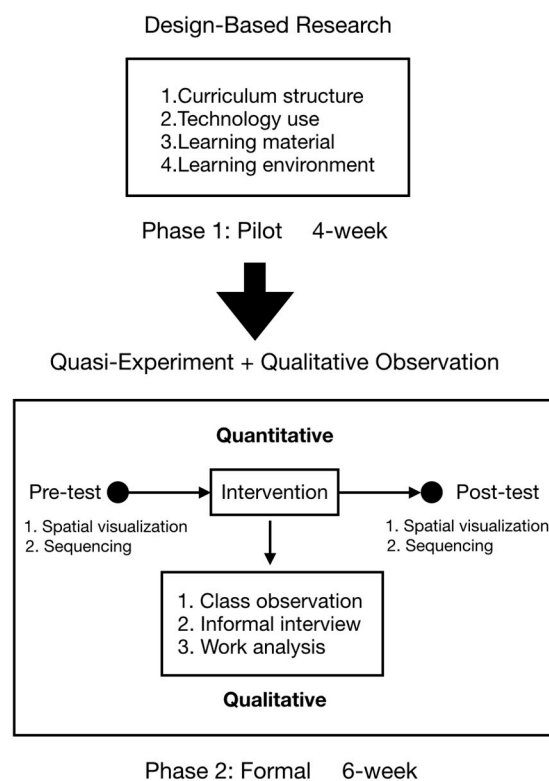 Design-Based Research
1.Curriculum structure
2.Technology use
3.Learning material
4.Learning environment
Phase 1: Pilot 4-week
Quasi-Experiment + Qualitative Observation
Quantitative
Pre-test
Intervention
Post-test
1. Spatial visualization
2. Sequencing
1. Spatial visualization
2. Sequencing
1. Class observation
2. Informal interview
3. Work analysis
Qualitative
Phase 2: Formal 6-week